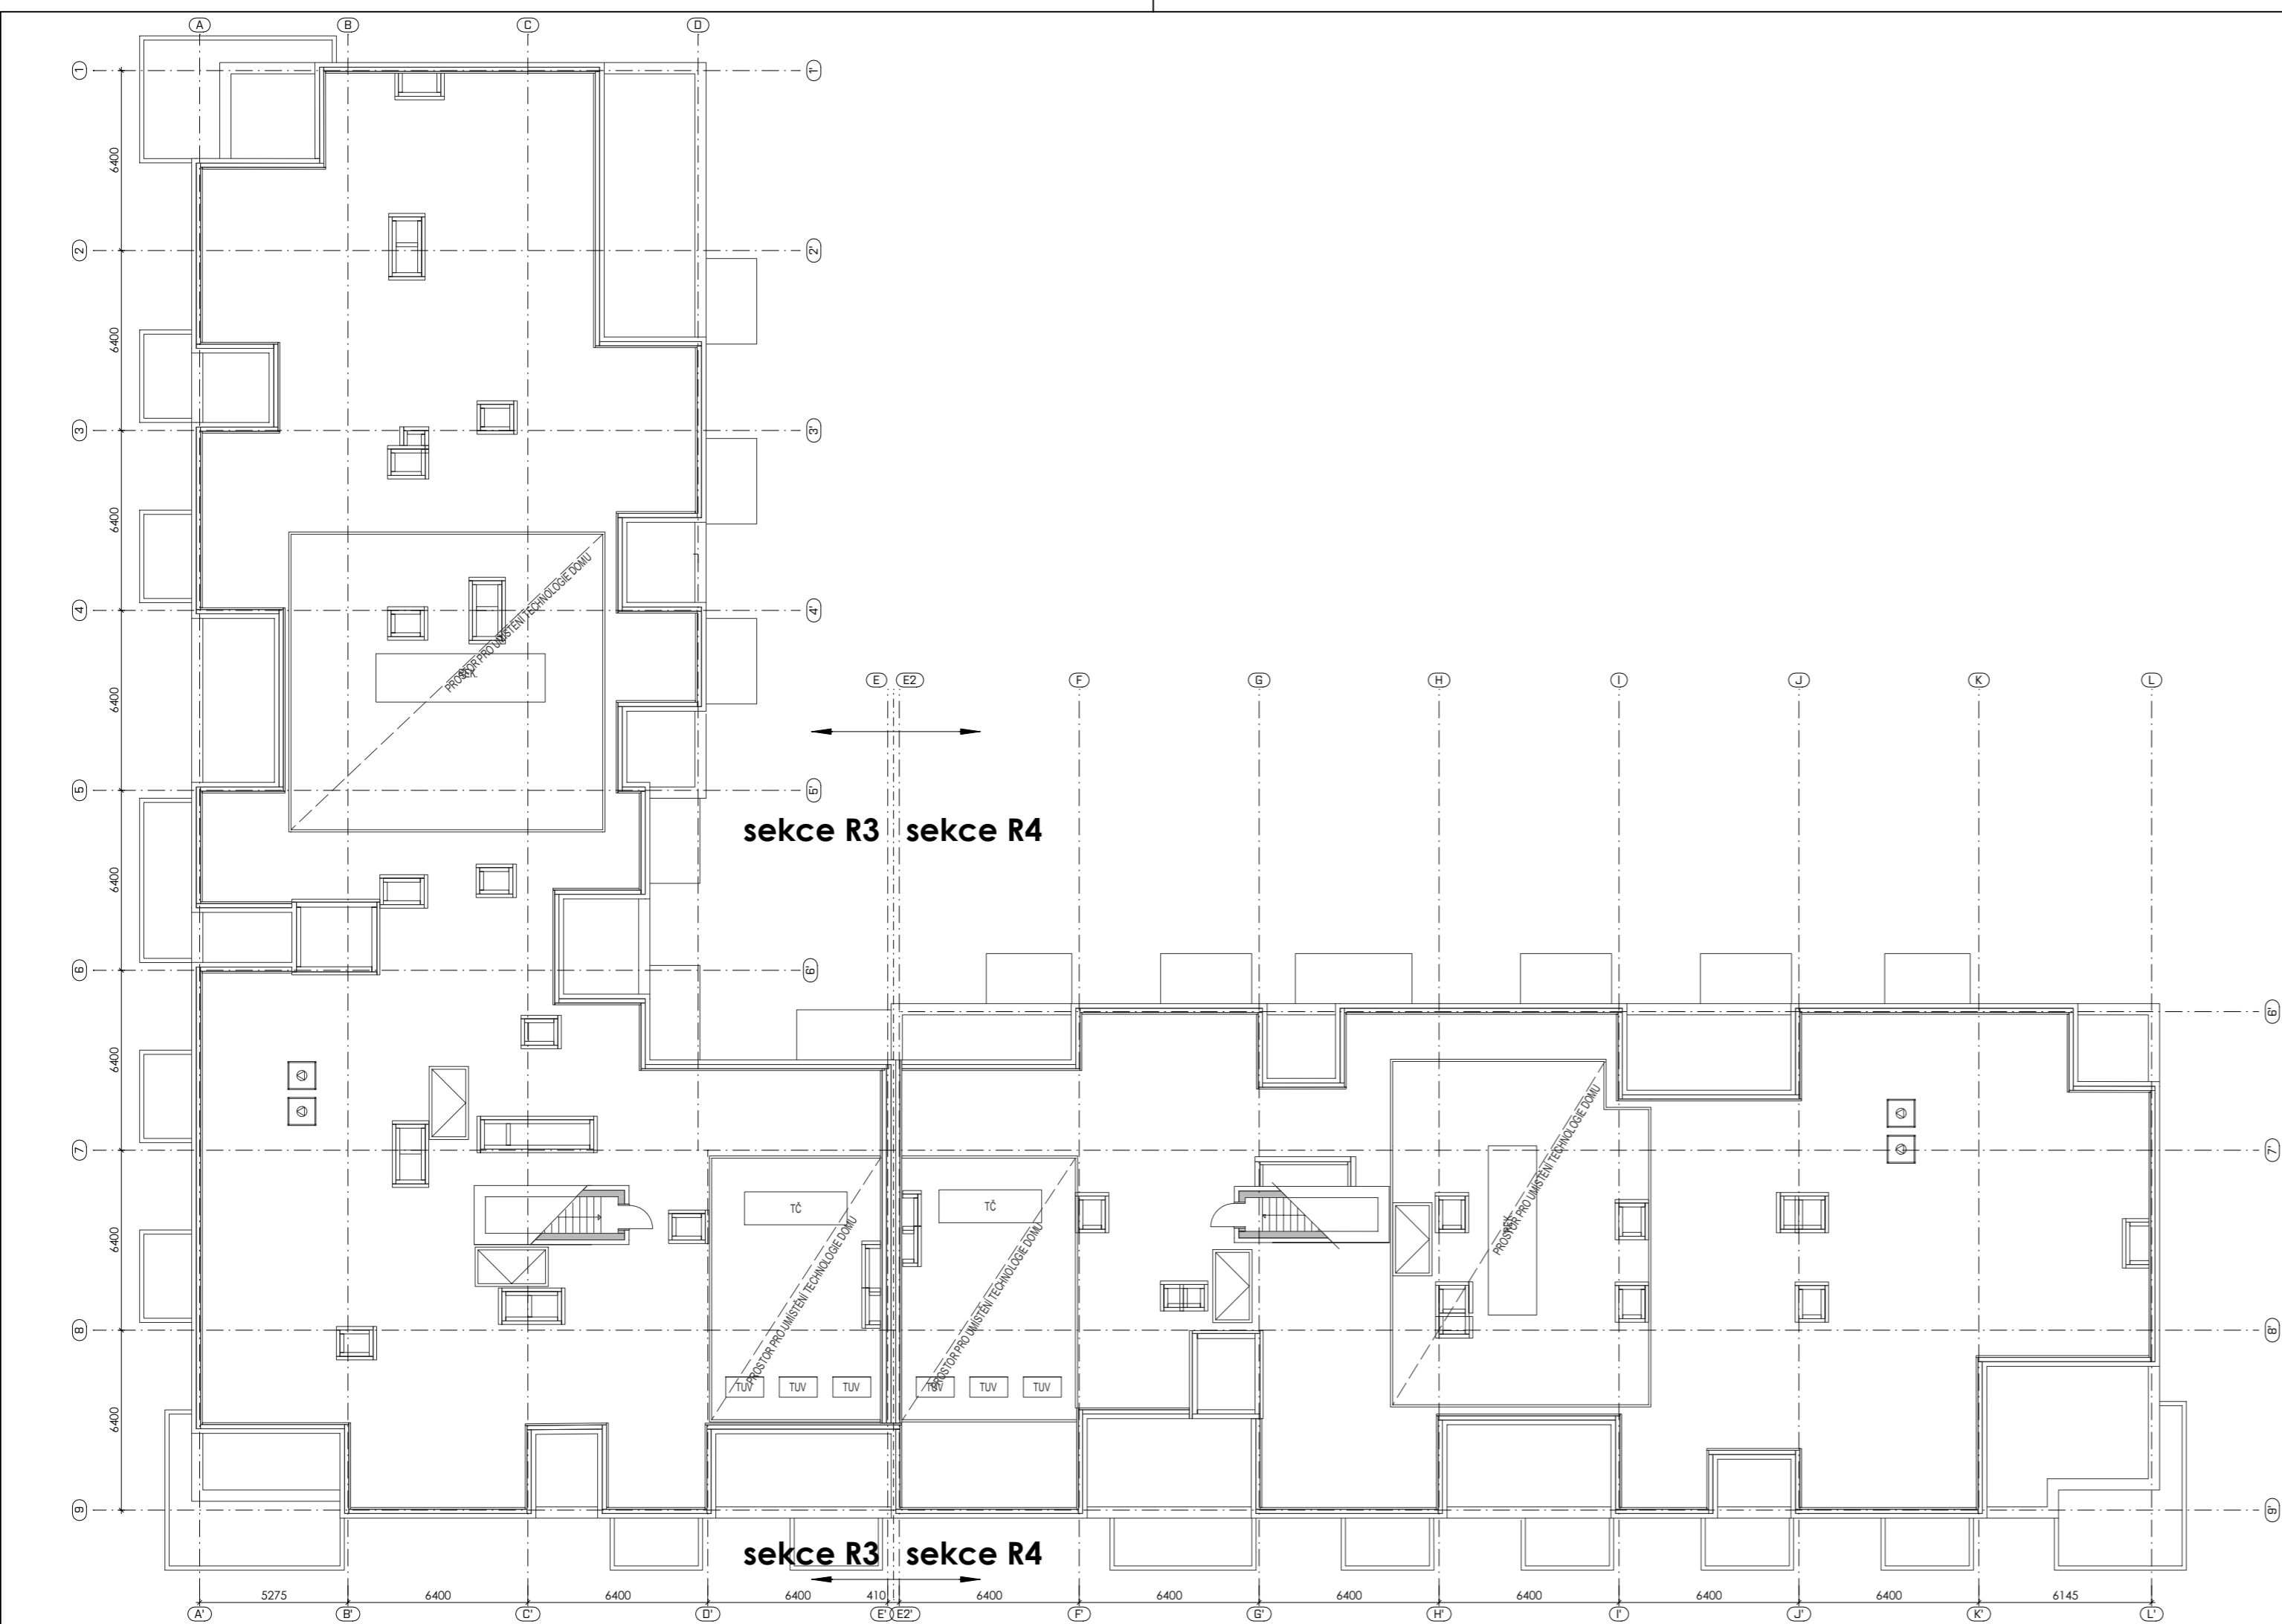 A B C D
1 1'
6400
2 2'
6400
3 3'
6400
PROSTOR PRO UMÍSTĚNÍ TECHNOLOGIE DOMU
4 4'
6400
E E2 F G H I J K L
5 5'
sekce R3 sekce R4
6400
6 6'
6'
6400
PROSTOR PRO UMÍSTĚNÍ TECHNOLOGIE DOMU
7 7'
TČ TČ
6400
PROSTOR PRO UMÍSTĚNÍ TECHNOLOGIE DOMU
PROSTOR PRO UMÍSTĚNÍ TECHNOLOGIE DOMU
8 8'
TUV TUV TUV TUV TUV TUV
6400
9 9'
sekce R3 sekce R4
5275 6400 6400 6400 410 6400 6400 6400 6400 6400 6400 6145
A' B' C' D' E' E2' F' G' H' I' J' K' L'